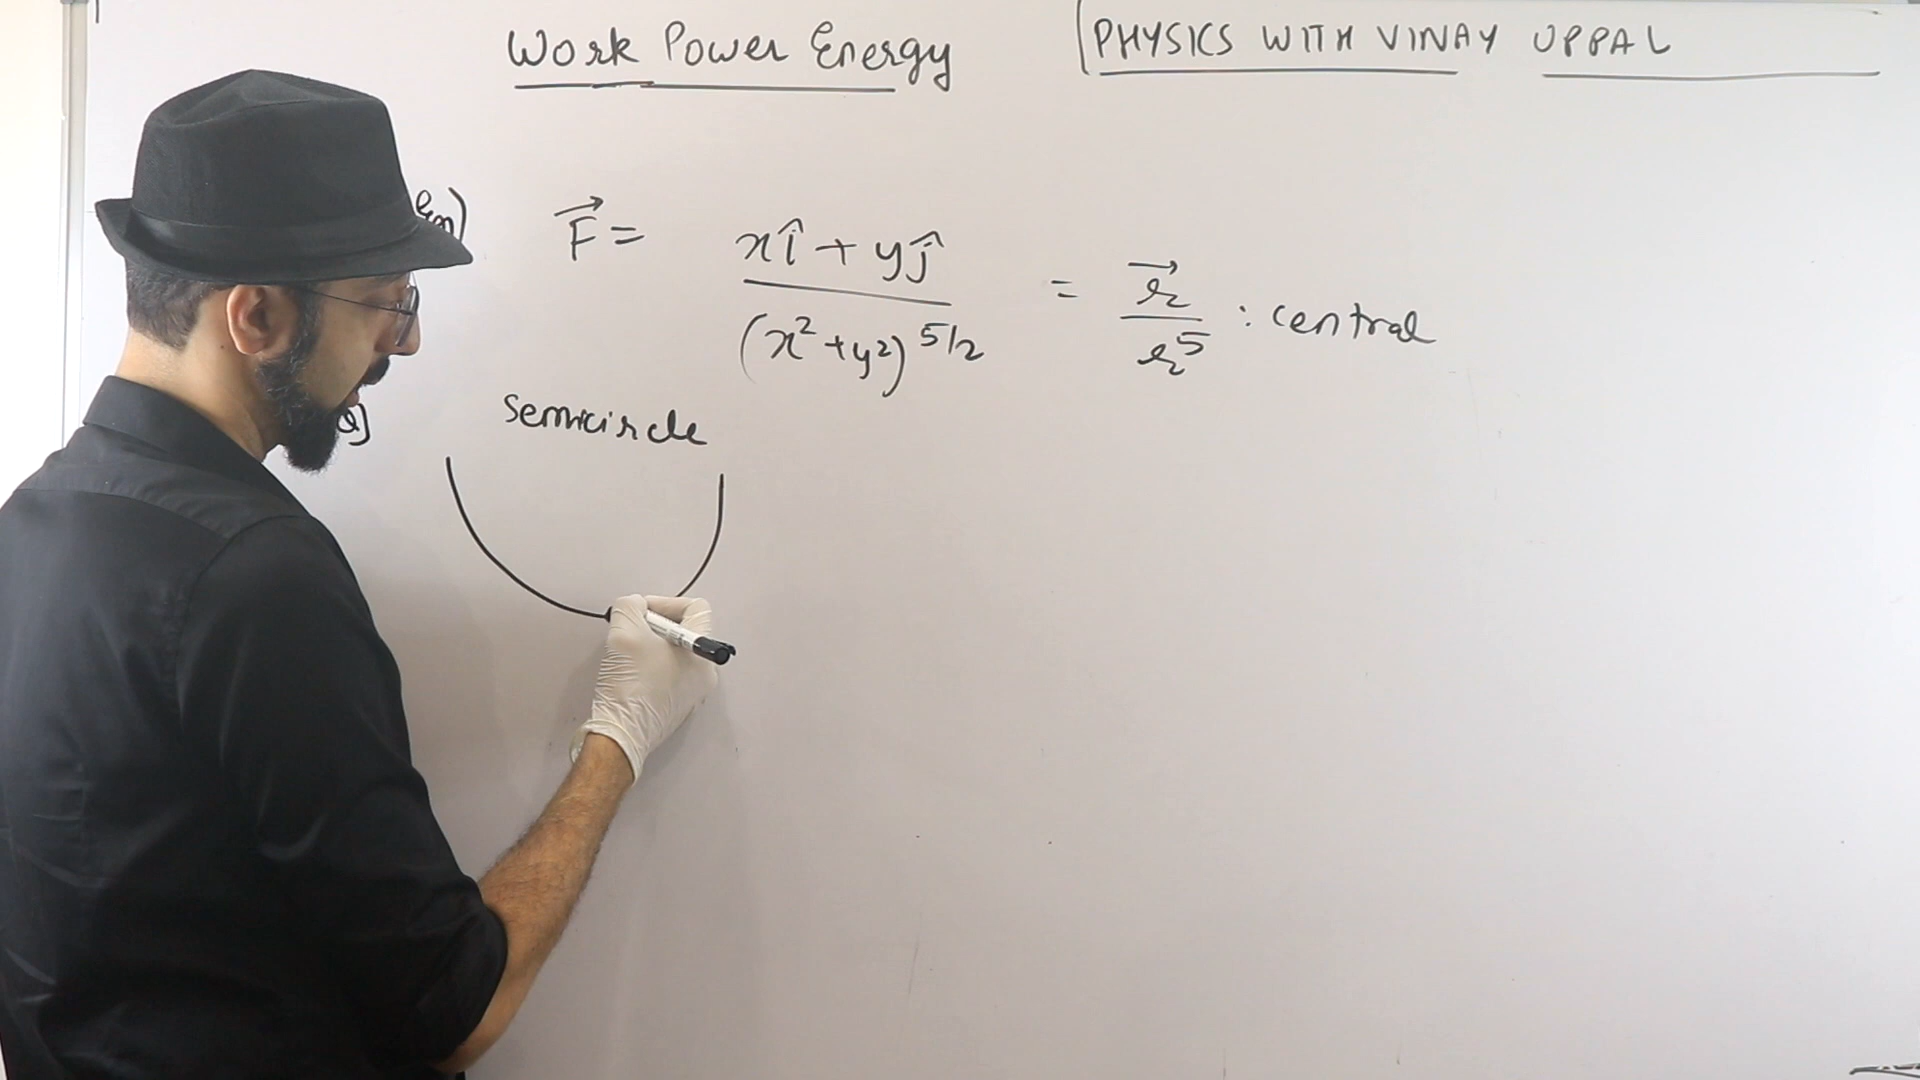 Work Power Energy
PHYSICS WITH VINAY UPPAL
F⃗ = xî + yĵ / (x²+y²)^5/2 = r⃗ / r⁵ : central
semicircle